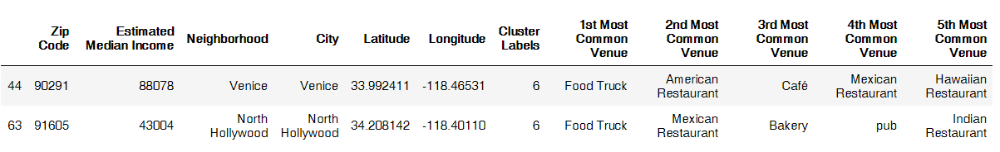 Zip Code Estimated Median Income Neighborhood City Latitude Longitude Cluster Labels 1st Most Common Venue 2nd Most Common Venue 3rd Most Common Venue 4th Most Common Venue 5th Most Common Venue
44 90291 88078 Venice Venice 33.992411 -118.46531 6 Food Truck American Restaurant Café Mexican Restaurant Hawaiian Restaurant
63 91605 43004 North Hollywood North Hollywood 34.208142 -118.40110 6 Food Truck Mexican Restaurant Bakery pub Indian Restaurant